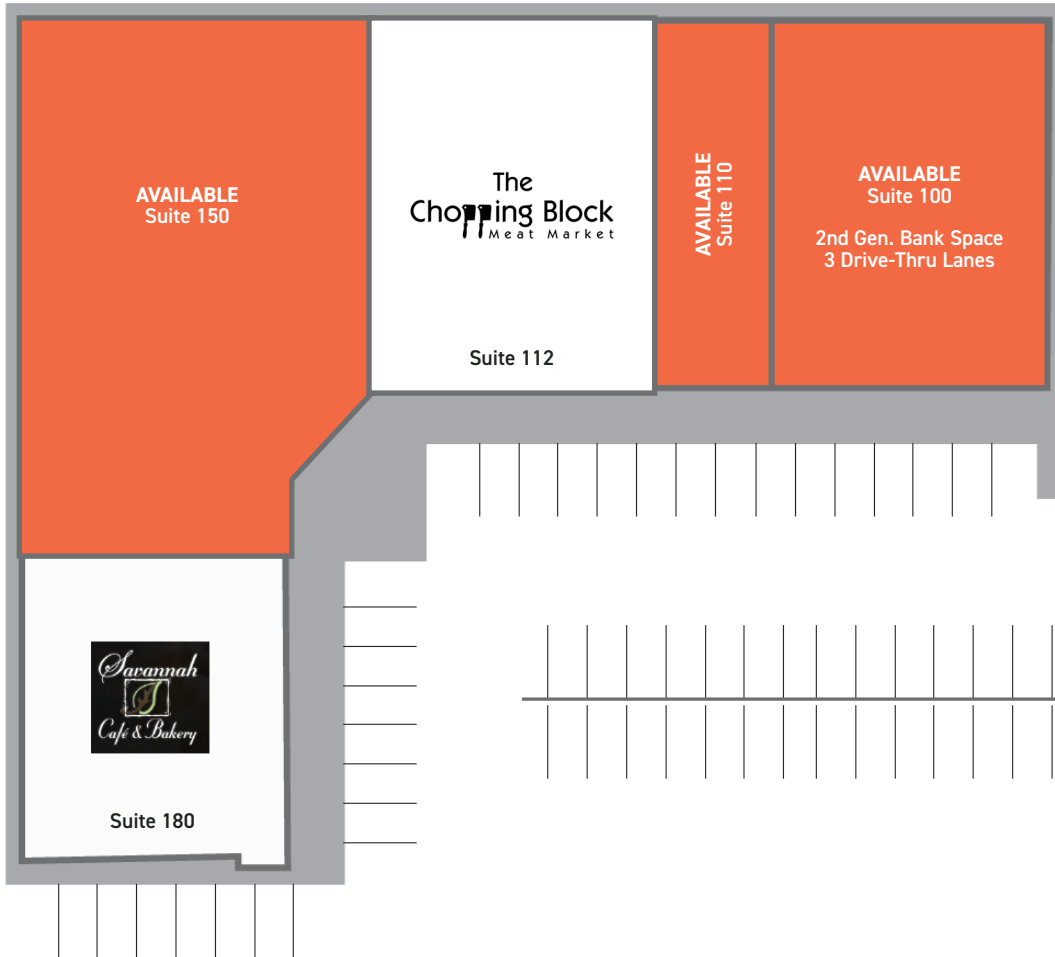 AVAILABLE
Suite 150
The
Chopping Block
Meat Market
Suite 112
AVAILABLE
Suite 110
AVAILABLE
Suite 100
2nd Gen. Bank Space
3 Drive-Thru Lanes
Savannah
Café & Bakery
Suite 180